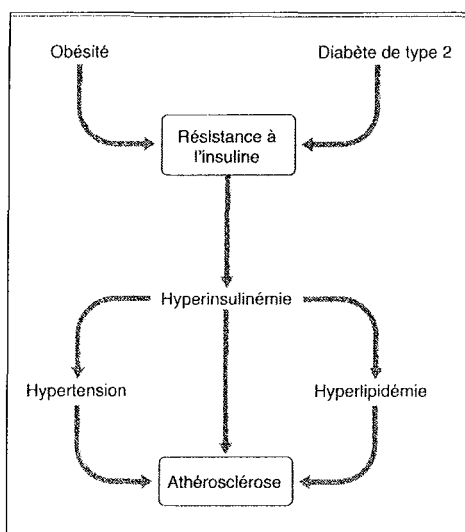 Obésité
Diabète de type 2
Résistance à
l'insuline
Hyperinsulinémie
Hypertension
Hyperlipidémie
Athérosclérose